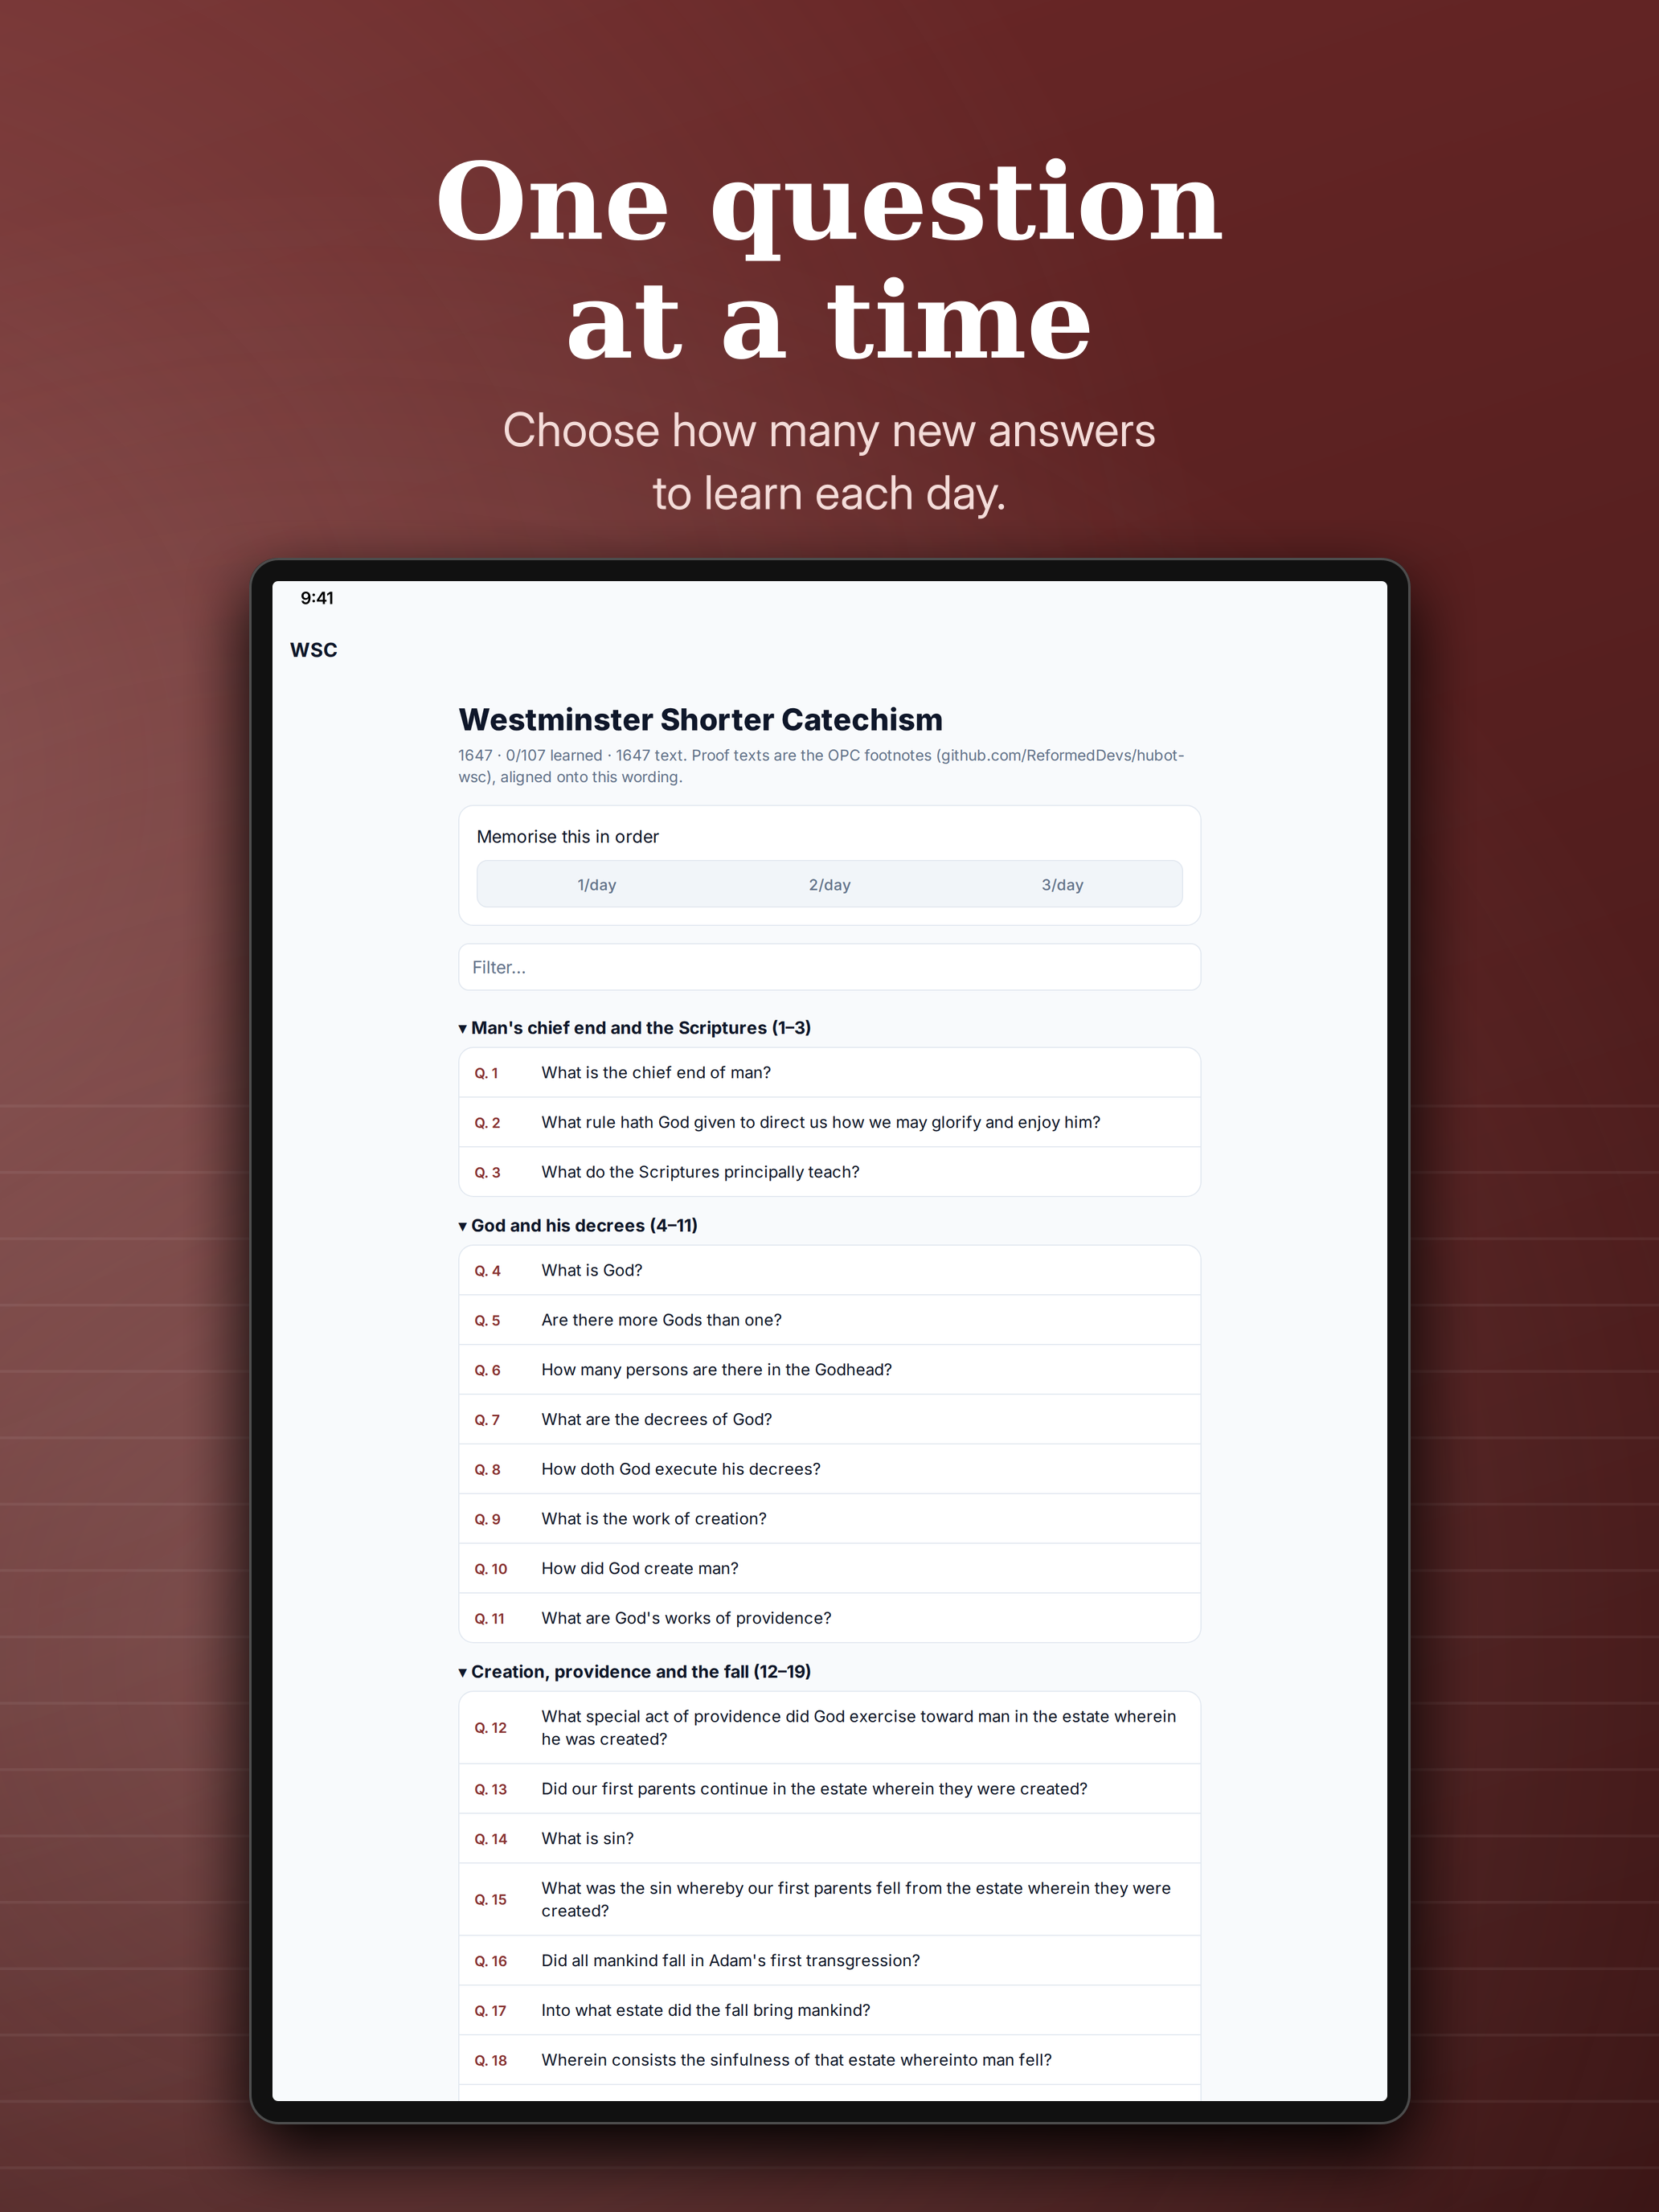 One question
at a time
Choose how many new answers
to learn each day.
9:41
WSC
Westminster Shorter Catechism
1647 · 0/107 learned · 1647 text. Proof texts are the OPC footnotes (github.com/ReformedDevs/hubot-
wsc), aligned onto this wording.
Memorise this in order
1/day 2/day 3/day
Filter...
▾ Man's chief end and the Scriptures (1–3)
Q. 1 What is the chief end of man?
Q. 2 What rule hath God given to direct us how we may glorify and enjoy him?
Q. 3 What do the Scriptures principally teach?
▾ God and his decrees (4–11)
Q. 4 What is God?
Q. 5 Are there more Gods than one?
Q. 6 How many persons are there in the Godhead?
Q. 7 What are the decrees of God?
Q. 8 How doth God execute his decrees?
Q. 9 What is the work of creation?
Q. 10 How did God create man?
Q. 11 What are God's works of providence?
▾ Creation, providence and the fall (12–19)
Q. 12 What special act of providence did God exercise toward man in the estate wherein
he was created?
Q. 13 Did our first parents continue in the estate wherein they were created?
Q. 14 What is sin?
Q. 15 What was the sin whereby our first parents fell from the estate wherein they were
created?
Q. 16 Did all mankind fall in Adam's first transgression?
Q. 17 Into what estate did the fall bring mankind?
Q. 18 Wherein consists the sinfulness of that estate whereinto man fell?